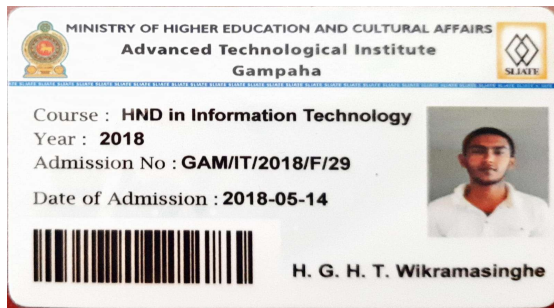 MINISTRY OF HIGHER EDUCATION AND CULTURAL AFFAIRS
Advanced Technological Institute
Gampaha
SLIATE
Course : HND in Information Technology
Year : 2018
Admission No : GAM/IT/2018/F/29
Date of Admission : 2018-05-14
H. G. H. T. Wikramasinghe